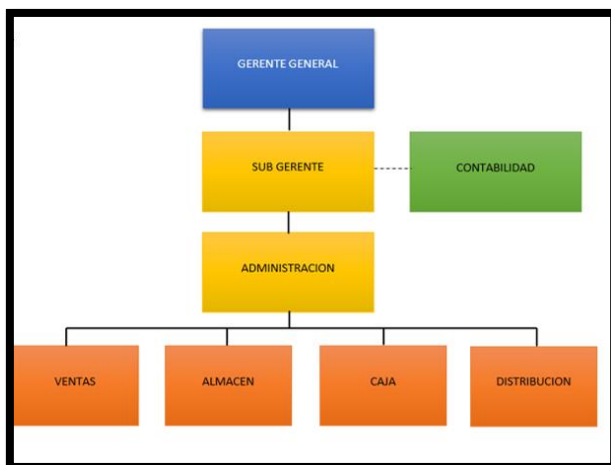 GERENTE GENERAL
SUB GERENTE
CONTABILIDAD
ADMINISTRACION
VENTAS
ALMACEN
CAJA
DISTRIBUCION